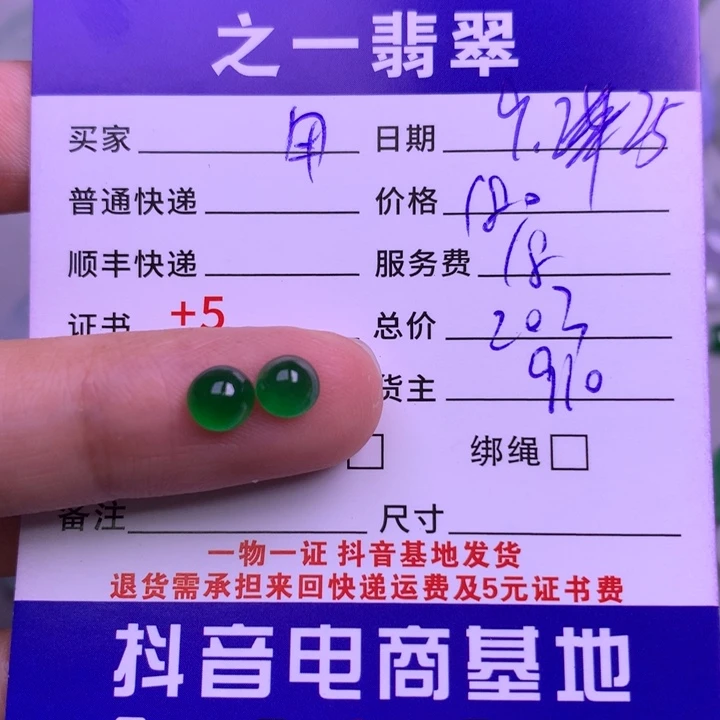 之一翡翠
买家 田 日期 4.25
普通快递 价格 180
顺丰快递 服务费 18
证书 +5 总价 203
货主 910
绑绳
备注 尺寸
一物一证 抖音基地发货
退货需承担来回快递运费及5元证书费
抖音电商基地